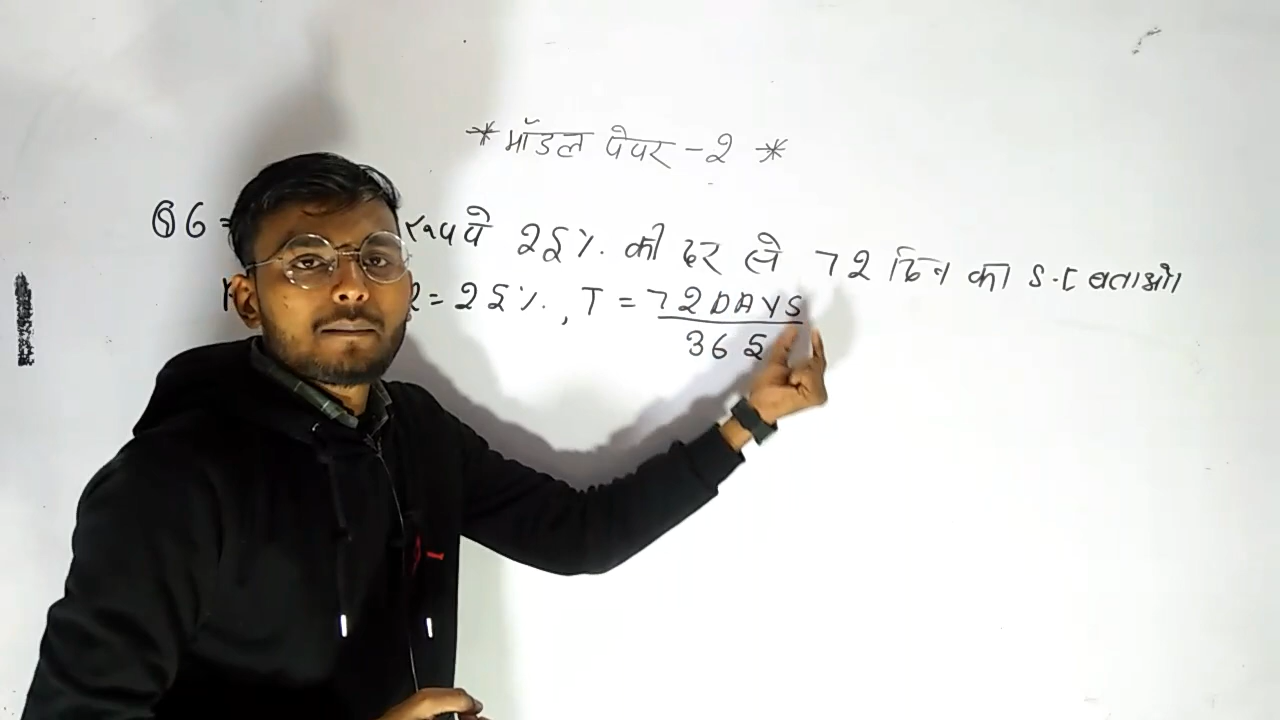 * मॉडल पेपर - 2 *
Q6 = रुपये 25%. की दर से 72 दिन का S.I बताओ।
R = 25%. , T = 72 DAYS
365